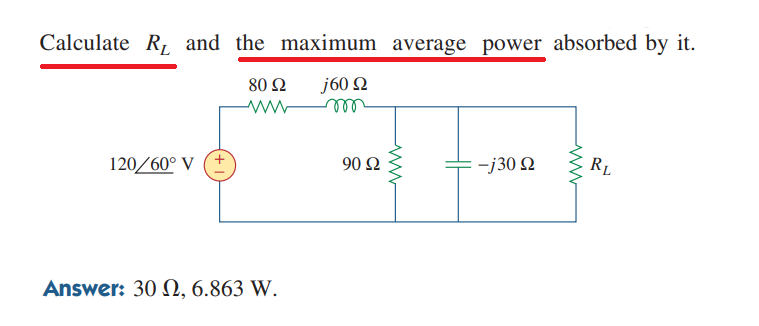 Calculate R_L and the maximum average power absorbed by it.
80 Ω j60 Ω
120∠60° V + − 90 Ω −j30 Ω R_L
Answer: 30 Ω, 6.863 W.